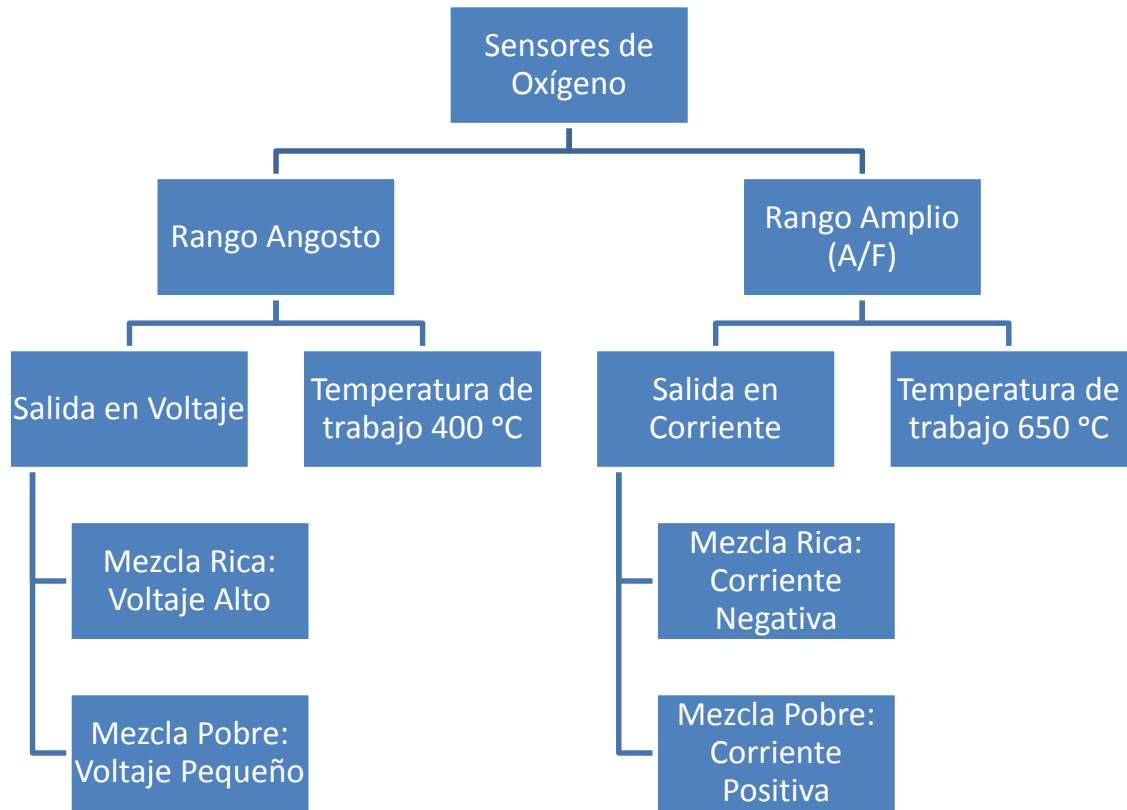 Sensores de
Oxígeno
Rango Angosto
Rango Amplio
(A/F)
Salida en Voltaje
Temperatura de
trabajo 400 °C
Salida en
Corriente
Temperatura de
trabajo 650 °C
Mezcla Rica:
Voltaje Alto
Mezcla Rica:
Corriente
Negativa
Mezcla Pobre:
Voltaje Pequeño
Mezcla Pobre:
Corriente
Positiva